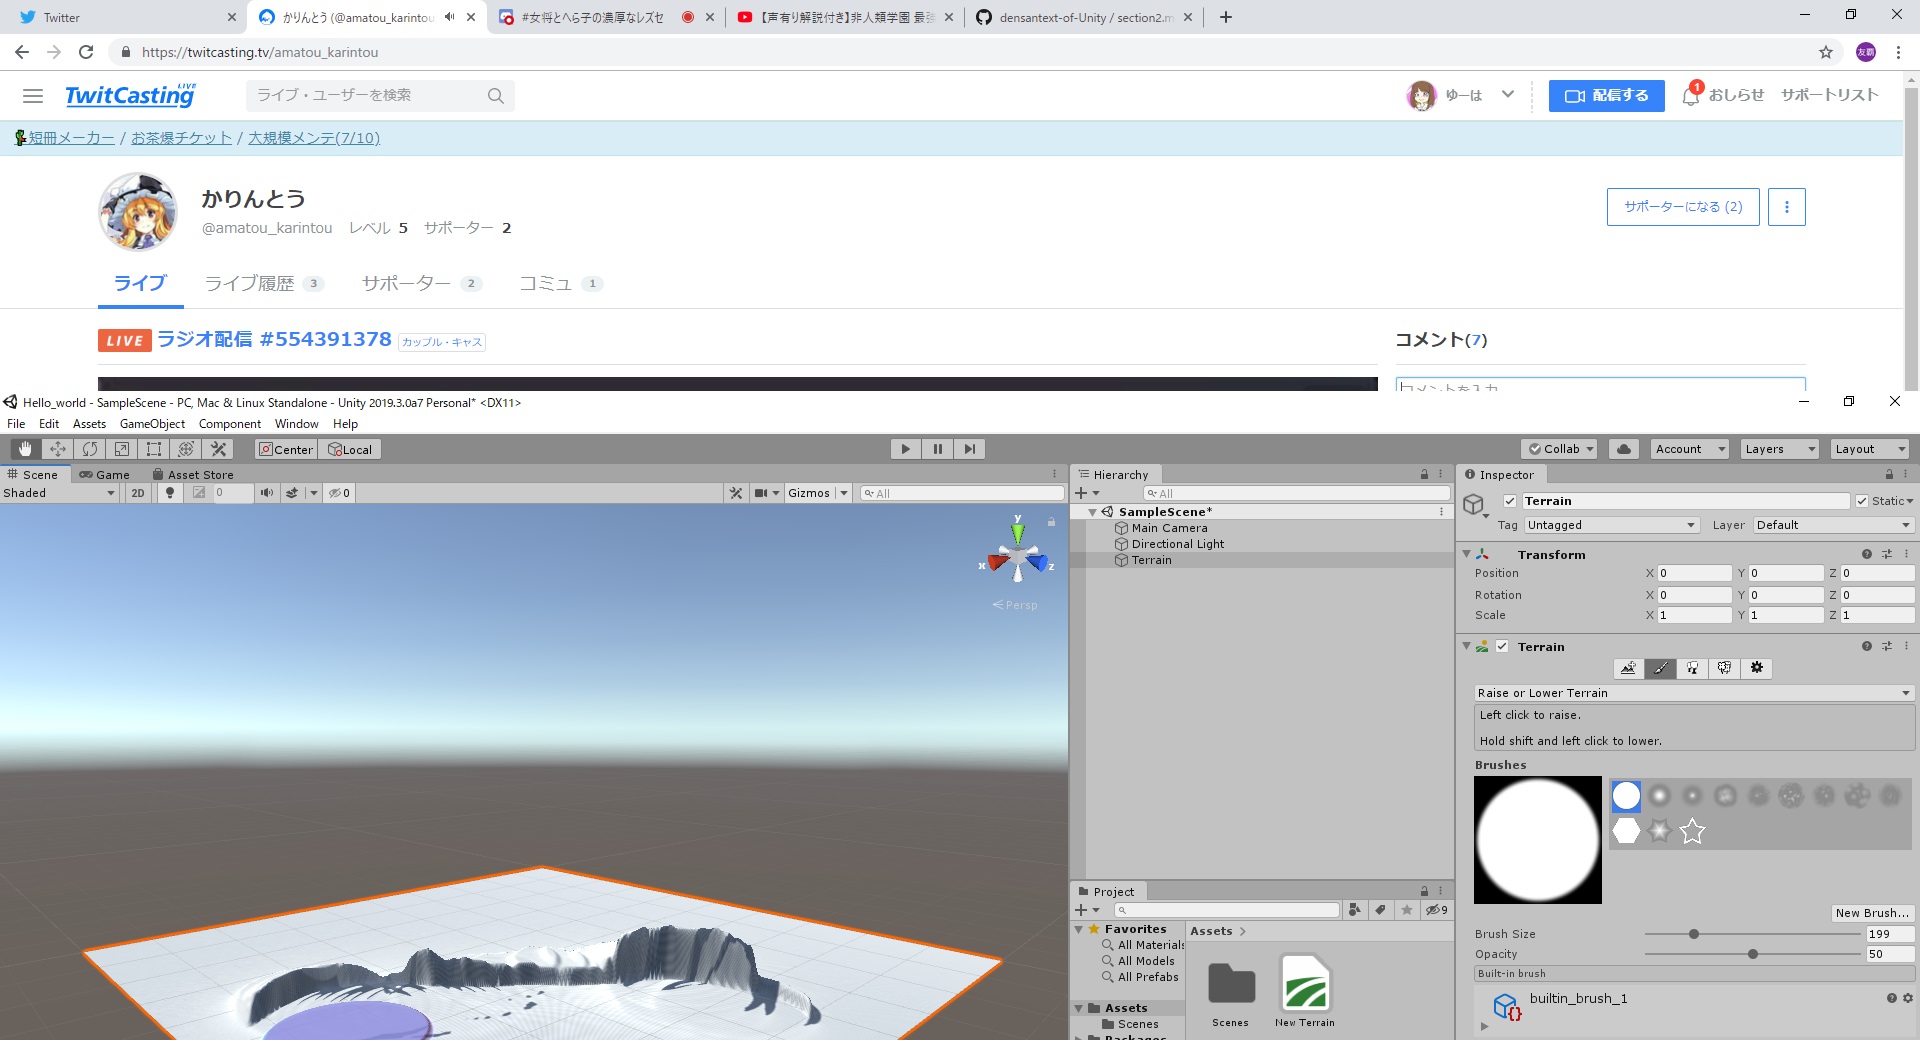 Twitter
かりんとう (@amatou_karinto
#女将とへら子の濃厚なレズセ
【声有り解説付き】非人類学園 最強
densantext-of-Unity / section2.m
https://twitcasting.tv/amatou_karintou
友覇
TwitCasting LIVE
ライブ・ユーザーを検索
ゆーは
配信する
1
おしらせ
サポートリスト
短冊メーカー / お茶爆チケット / 大規模メンテ(7/10)
かりんとう
@amatou_karintou レベル 5 サポーター 2
サポーターになる (2)
ライブ
ライブ履歴 3
サポーター 2
コミュ 1
LIVE ラジオ配信 #554391378 カップル・キャス
コメント(7)
コメントを入力
Hello_world - SampleScene - PC, Mac & Linux Standalone - Unity 2019.3.0a7 Personal* <DX11>
File Edit Assets GameObject Component Window Help
Center Local
Collab Account Layers Layout
Scene Game Asset Store
Shaded 2D 0 0 Gizmos All
y
x
z
Persp
Hierarchy
All
SampleScene*
Main Camera
Directional Light
Terrain
Project
9
Favorites
All Materials
All Models
All Prefabs
Assets
Scenes
Packages
Assets
Scenes
New Terrain
Inspector
Terrain Static
Tag Untagged Layer Default
Transform
Position X 0 Y 0 Z 0
Rotation X 0 Y 0 Z 0
Scale X 1 Y 1 Z 1
Terrain
Raise or Lower Terrain
Left click to raise.
Hold shift and left click to lower.
Brushes
New Brush...
Brush Size 199
Opacity 50
Built-in brush
builtin_brush_1